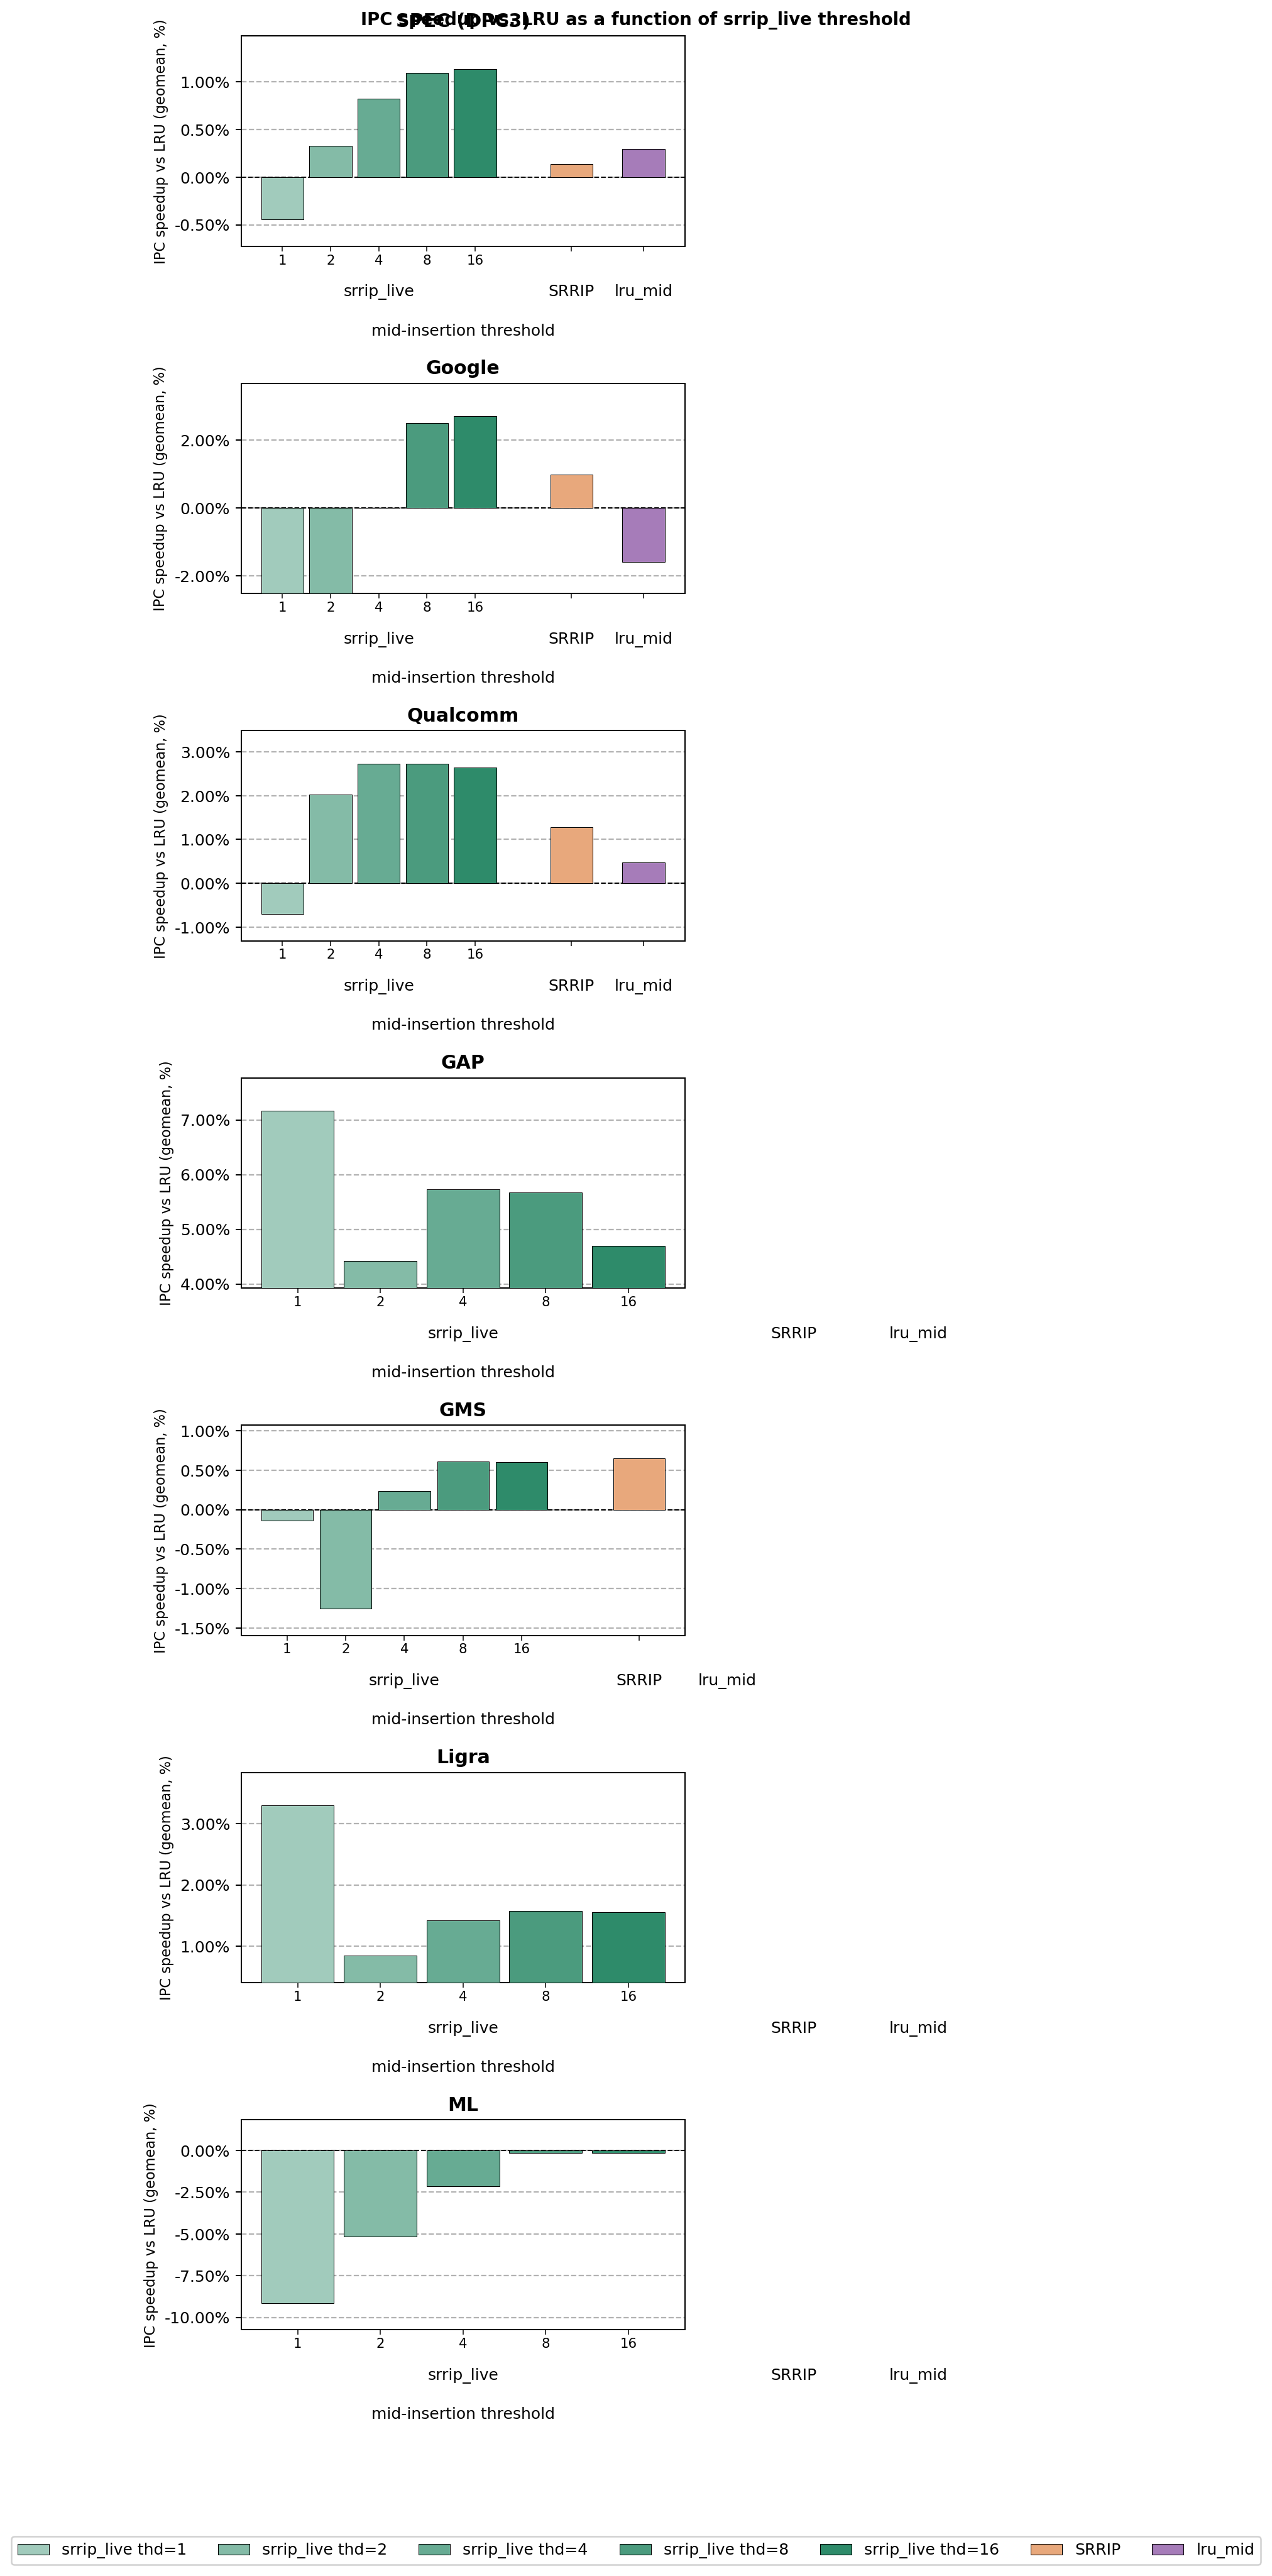 IPC speedup vs. LRU as a function of srrip_live threshold
SPEC (DPC3)
IPC speedup vs LRU (geomean, %)
1.00%
0.50%
0.00%
-0.50%
1 2 4 8 16
srrip_live SRRIP lru_mid
mid-insertion threshold
Google
IPC speedup vs LRU (geomean, %)
2.00%
0.00%
-2.00%
1 2 4 8 16
srrip_live SRRIP lru_mid
mid-insertion threshold
Qualcomm
IPC speedup vs LRU (geomean, %)
3.00%
2.00%
1.00%
0.00%
-1.00%
1 2 4 8 16
srrip_live SRRIP lru_mid
mid-insertion threshold
GAP
IPC speedup vs LRU (geomean, %)
7.00%
6.00%
5.00%
4.00%
1 2 4 8 16
srrip_live SRRIP lru_mid
mid-insertion threshold
GMS
IPC speedup vs LRU (geomean, %)
1.00%
0.50%
0.00%
-0.50%
-1.00%
-1.50%
1 2 4 8 16
srrip_live SRRIP lru_mid
mid-insertion threshold
Ligra
IPC speedup vs LRU (geomean, %)
3.00%
2.00%
1.00%
1 2 4 8 16
srrip_live SRRIP lru_mid
mid-insertion threshold
ML
IPC speedup vs LRU (geomean, %)
0.00%
-2.50%
-5.00%
-7.50%
-10.00%
1 2 4 8 16
srrip_live SRRIP lru_mid
mid-insertion threshold
srrip_live thd=1 srrip_live thd=2 srrip_live thd=4 srrip_live thd=8 srrip_live thd=16 SRRIP lru_mid